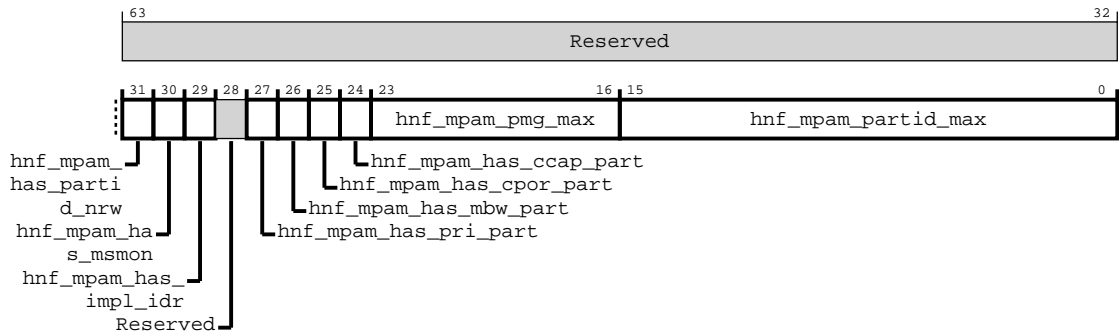 63 32
Reserved
31 30 29 28 27 26 25 24 23 16 15 0
hnf_mpam_pmg_max hnf_mpam_partid_max
hnf_mpam_
has_parti
d_nrw
hnf_mpam_ha
s_msmon
hnf_mpam_has_
impl_idr
Reserved
hnf_mpam_has_ccap_part
hnf_mpam_has_cpor_part
hnf_mpam_has_mbw_part
hnf_mpam_has_pri_part